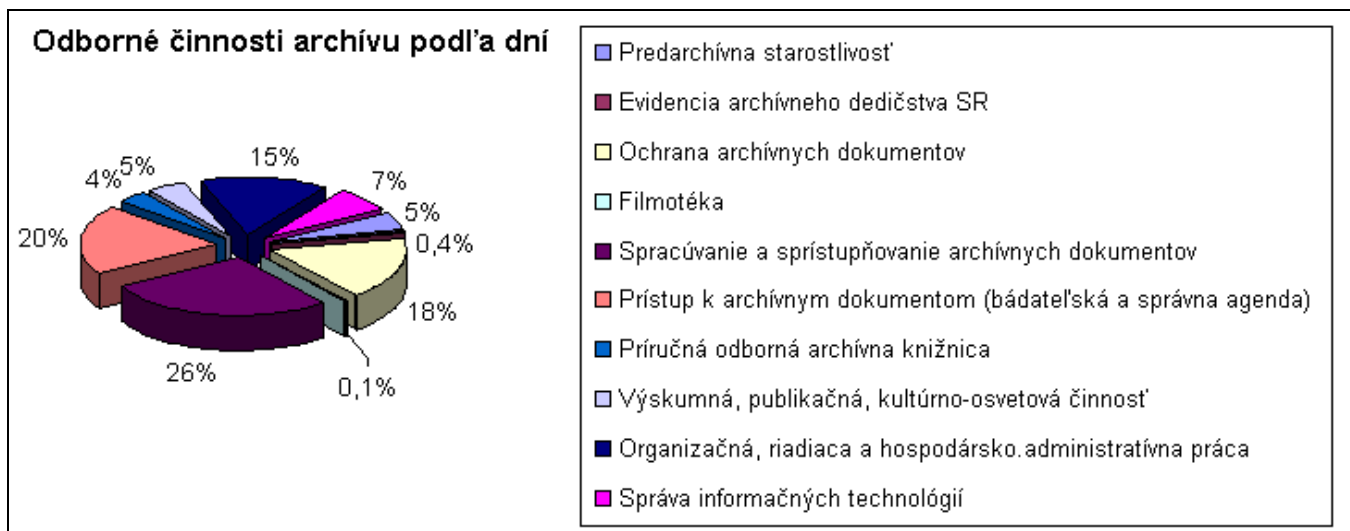 Odborné činnosti archívu podľa dní
15%
5%
4%
7%
5%
20%
0,4%
18%
26%
0,1%
Predarchívna starostlivosť
Evidencia archívneho dedičstva SR
Ochrana archívnych dokumentov
Filmotéka
Spracúvanie a sprístupňovanie archívnych dokumentov
Prístup k archívnym dokumentom (bádateľská a správna agenda)
Príručná odborná archívna knižnica
Výskumná, publikačná, kultúrno-osvetová činnosť
Organizačná, riadiaca a hospodársko.administratívna práca
Správa informačných technológií